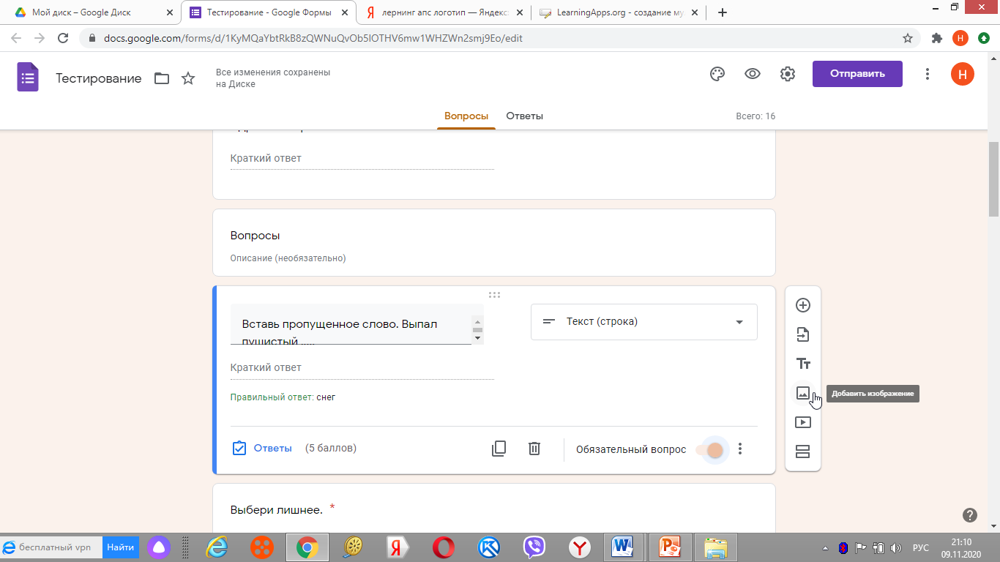 Мой диск – Google Диск
Тестирование - Google Формы
лернинг апс логотип — Яндекс
LearningApps.org - создание му
docs.google.com/forms/d/1KyMQaYbtRkB8zQWNuQvOb5IOTHV6mw1WHZWn2smj9Eo/edit
Н
Тестирование
Все изменения сохранены
на Диске
Отправить
Н
Вопросы
Ответы
Всего: 16
Краткий ответ
Вопросы
Описание (необязательно)
Вставь пропущенное слово. Выпал
пушистый .....
Текст (строка)
Краткий ответ
Правильный ответ: снег
Добавить изображение
Ответы
(5 баллов)
Обязательный вопрос
Выбери лишнее. *
бесплатный vpn
Найти
РУС
21:10
09.11.2020